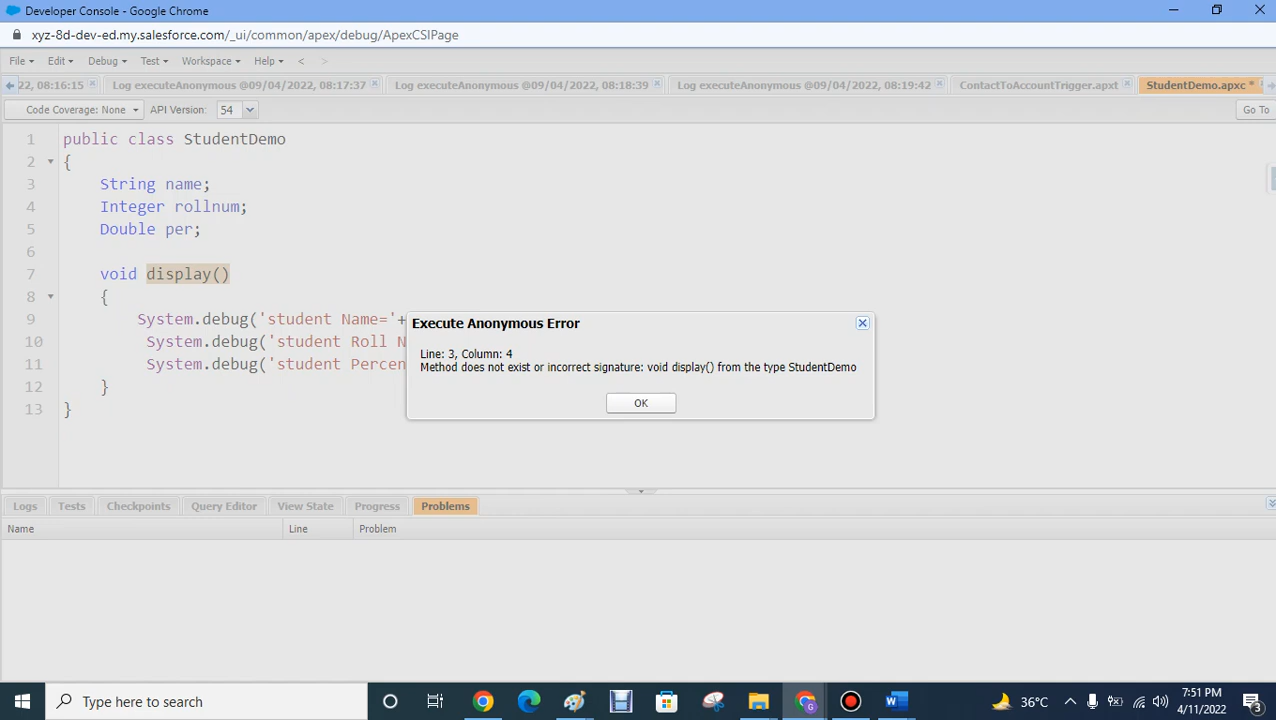 Developer Console - Google Chrome
xyz-8d-dev-ed.my.salesforce.com/_ui/common/apex/debug/ApexCSIPage
File Edit Debug Test Workspace Help < >
22, 08:16:15 Log executeAnonymous @09/04/2022, 08:17:37 Log executeAnonymous @09/04/2022, 08:18:39 Log executeAnonymous @09/04/2022, 08:19:42 ContactToAccountTrigger.apxt StudentDemo.apxc *
Code Coverage: None API Version: 54 Go To
1 public class StudentDemo
2 {
3 String name;
4 Integer rollnum;
5 Double per;
6
7 void display()
8 {
9 System.debug('student Name='+
10 System.debug('student Roll N
11 System.debug('student Percen
12 }
13 }
Execute Anonymous Error
Line: 3, Column: 4
Method does not exist or incorrect signature: void display() from the type StudentDemo
OK
Logs Tests Checkpoints Query Editor View State Progress Problems
Name Line Problem
Type here to search
36°C
7:51 PM
4/11/2022
3